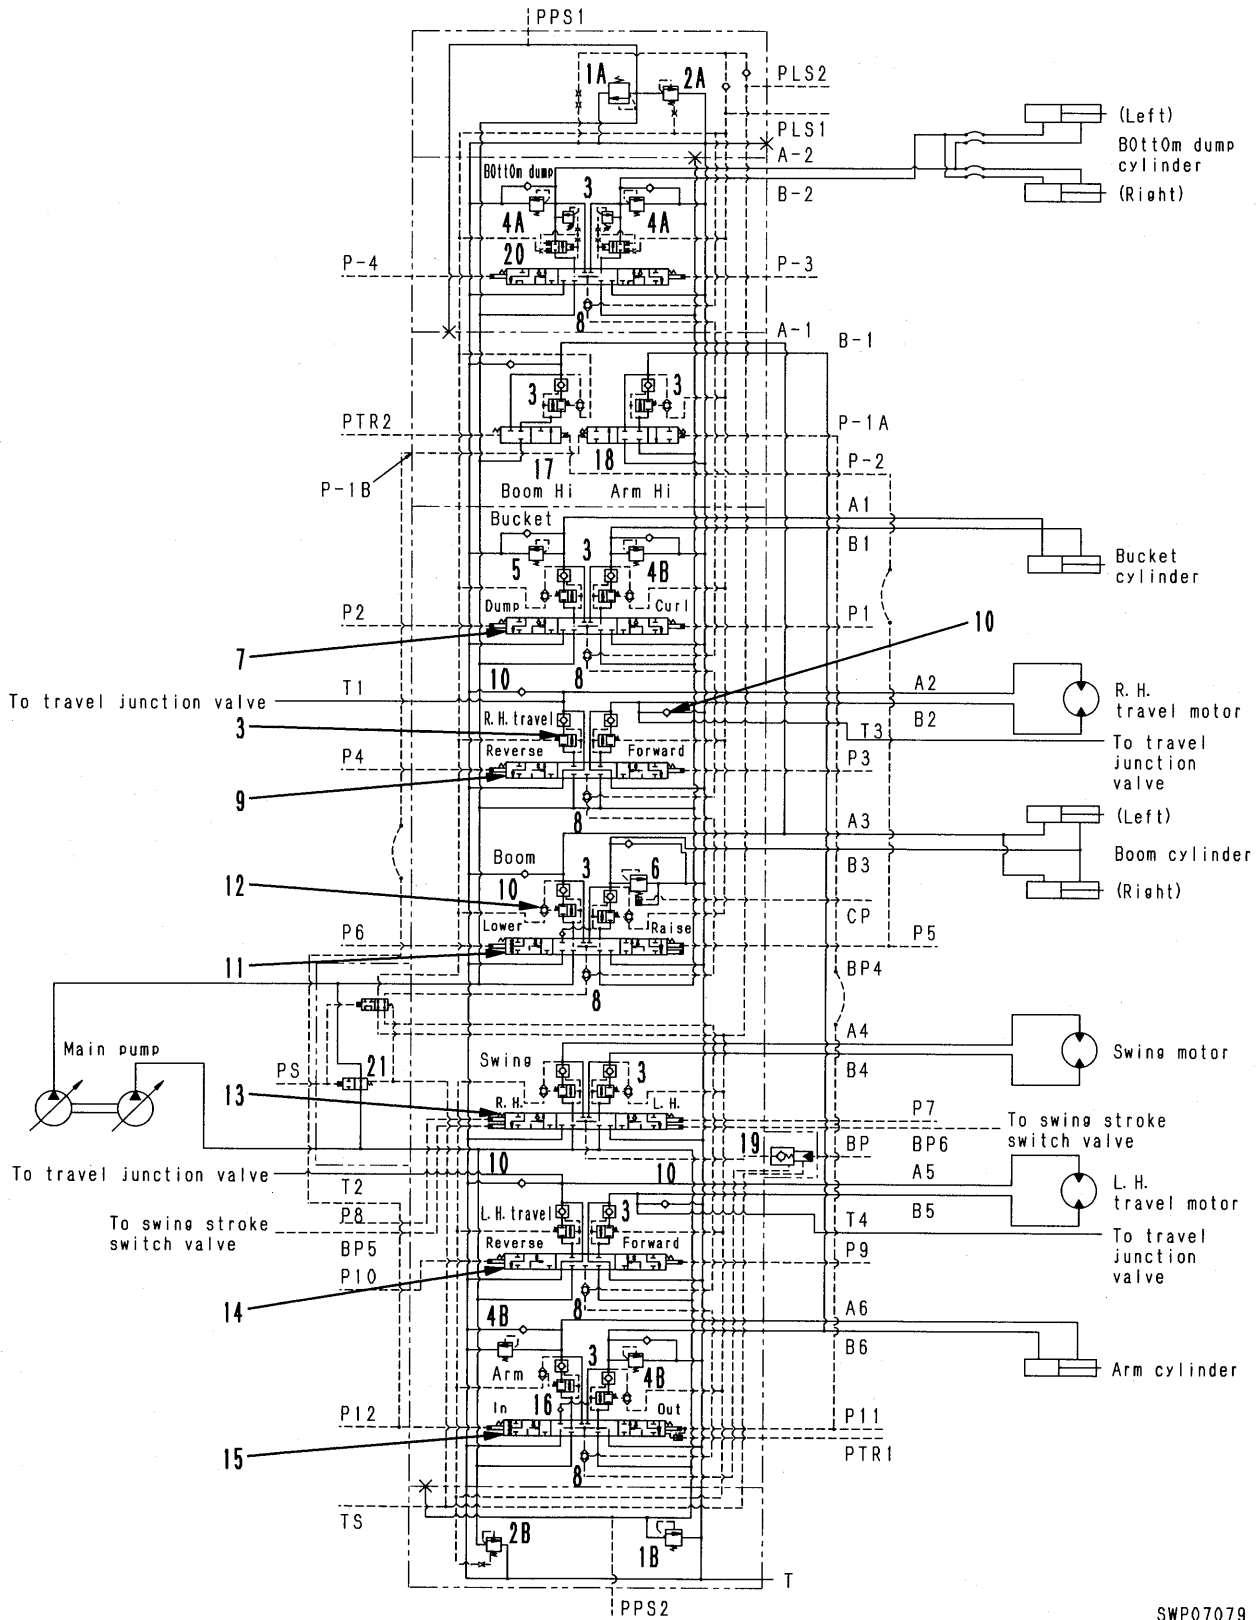 PPS1
1A
2A
PLS2
PLS1
A-2
(Left)
BOttOm dump
cylinder
(Right)
BOttOm dump
3
B-2
4A
4A
20
P-4
P-3
8
A-1
B-1
3
3
PTR2
P-1A
17
18
P-2
P-1B
Boom Hi
Arm Hi
A1
Bucket
3
B1
5
4B
Bucket
cylinder
Dump
Curl
P2
P1
10
7
8
10
A2
T1
To travel junction valve
R.H.
travel motor
R.H. travel
B2
3
T3
To travel
junction
valve
Reverse
Forward
P4
P3
9
8
A3
(Left)
Boom
3
6
B3
Boom cylinder
12
10
(Right)
CP
Lower
Raise
P6
P5
11
BP4
8
A4
Main pump
Swing
3
Swing motor
PS
21
B4
13
R.H.
L.H.
P7
To swing stroke
switch valve
19
BP
BP6
10
10
To travel junction valve
A5
T2
L.H.
travel motor
P8
L.H. travel
3
B5
To swing stroke
switch valve
T4
BP5
Reverse
Forward
P9
To travel
junction
valve
P10
14
8
4B
A6
3
B6
Arm
4B
Arm cylinder
16
In
Out
P12
P11
15
PTR1
8
TS
2B
1B
T
PPS2
SWP07079